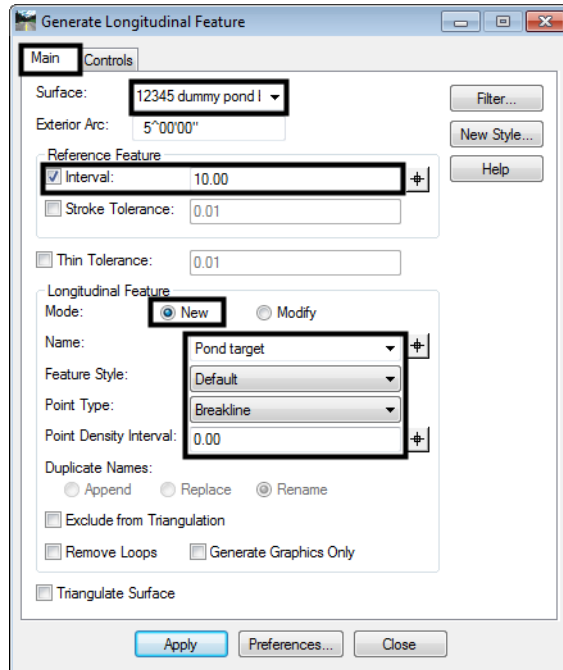 Generate Longitudinal Feature
Main Controls
Surface: 12345 dummy pond l
Filter...
Exterior Arc: 5^00'00"
New Style...
Reference Feature
Help
Interval: 10.00
Stroke Tolerance: 0.01
Thin Tolerance: 0.01
Longitudinal Feature
Mode: New Modify
Name: Pond target
Feature Style: Default
Point Type: Breakline
Point Density Interval: 0.00
Duplicate Names:
Append Replace Rename
Exclude from Triangulation
Remove Loops Generate Graphics Only
Triangulate Surface
Apply Preferences... Close